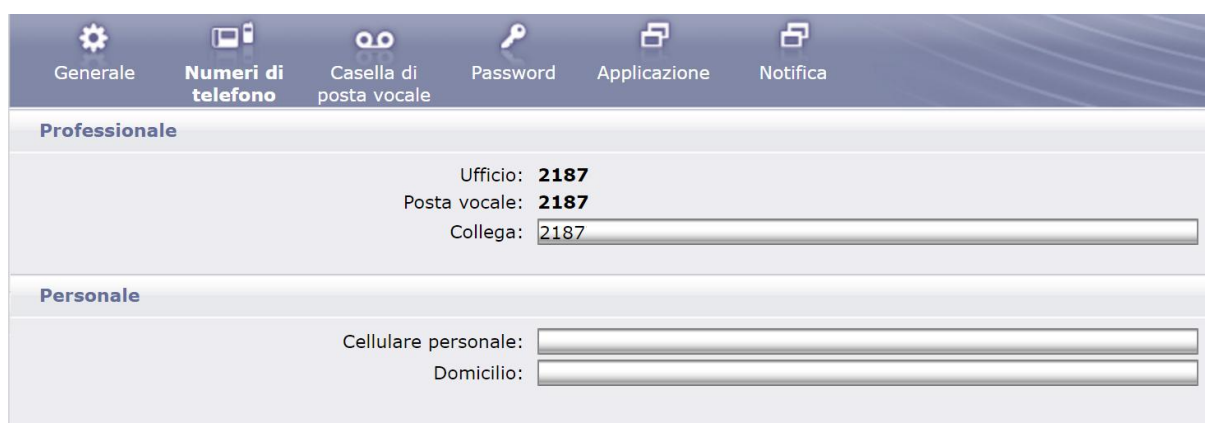 Generale
Numeri di telefono
Casella di posta vocale
Password
Applicazione
Notifica
Professionale
Ufficio: 2187
Posta vocale: 2187
Collega: 2187
Personale
Cellulare personale:
Domicilio: